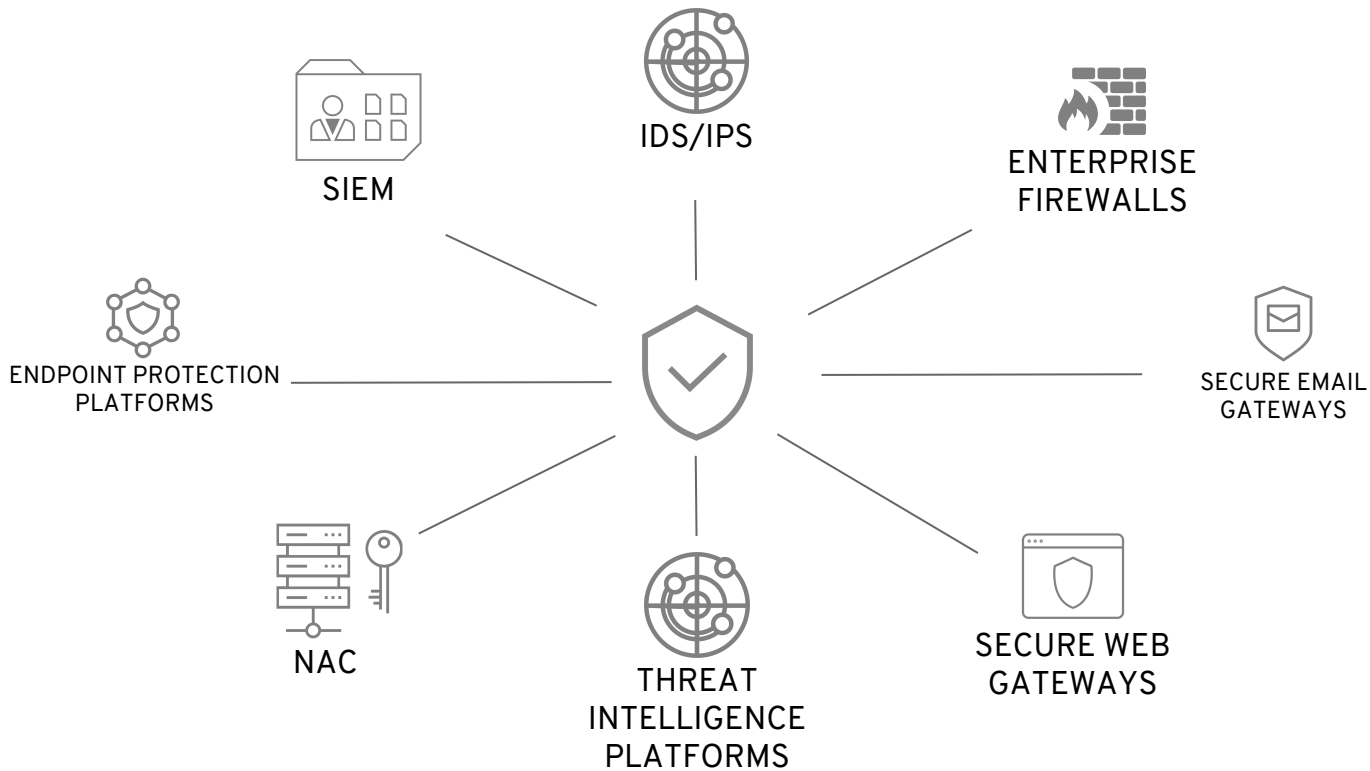 IDS/IPS
ENTERPRISE
FIREWALLS
SIEM
ENDPOINT PROTECTION
PLATFORMS
SECURE EMAIL
GATEWAYS
NAC
THREAT
INTELLIGENCE
PLATFORMS
SECURE WEB
GATEWAYS